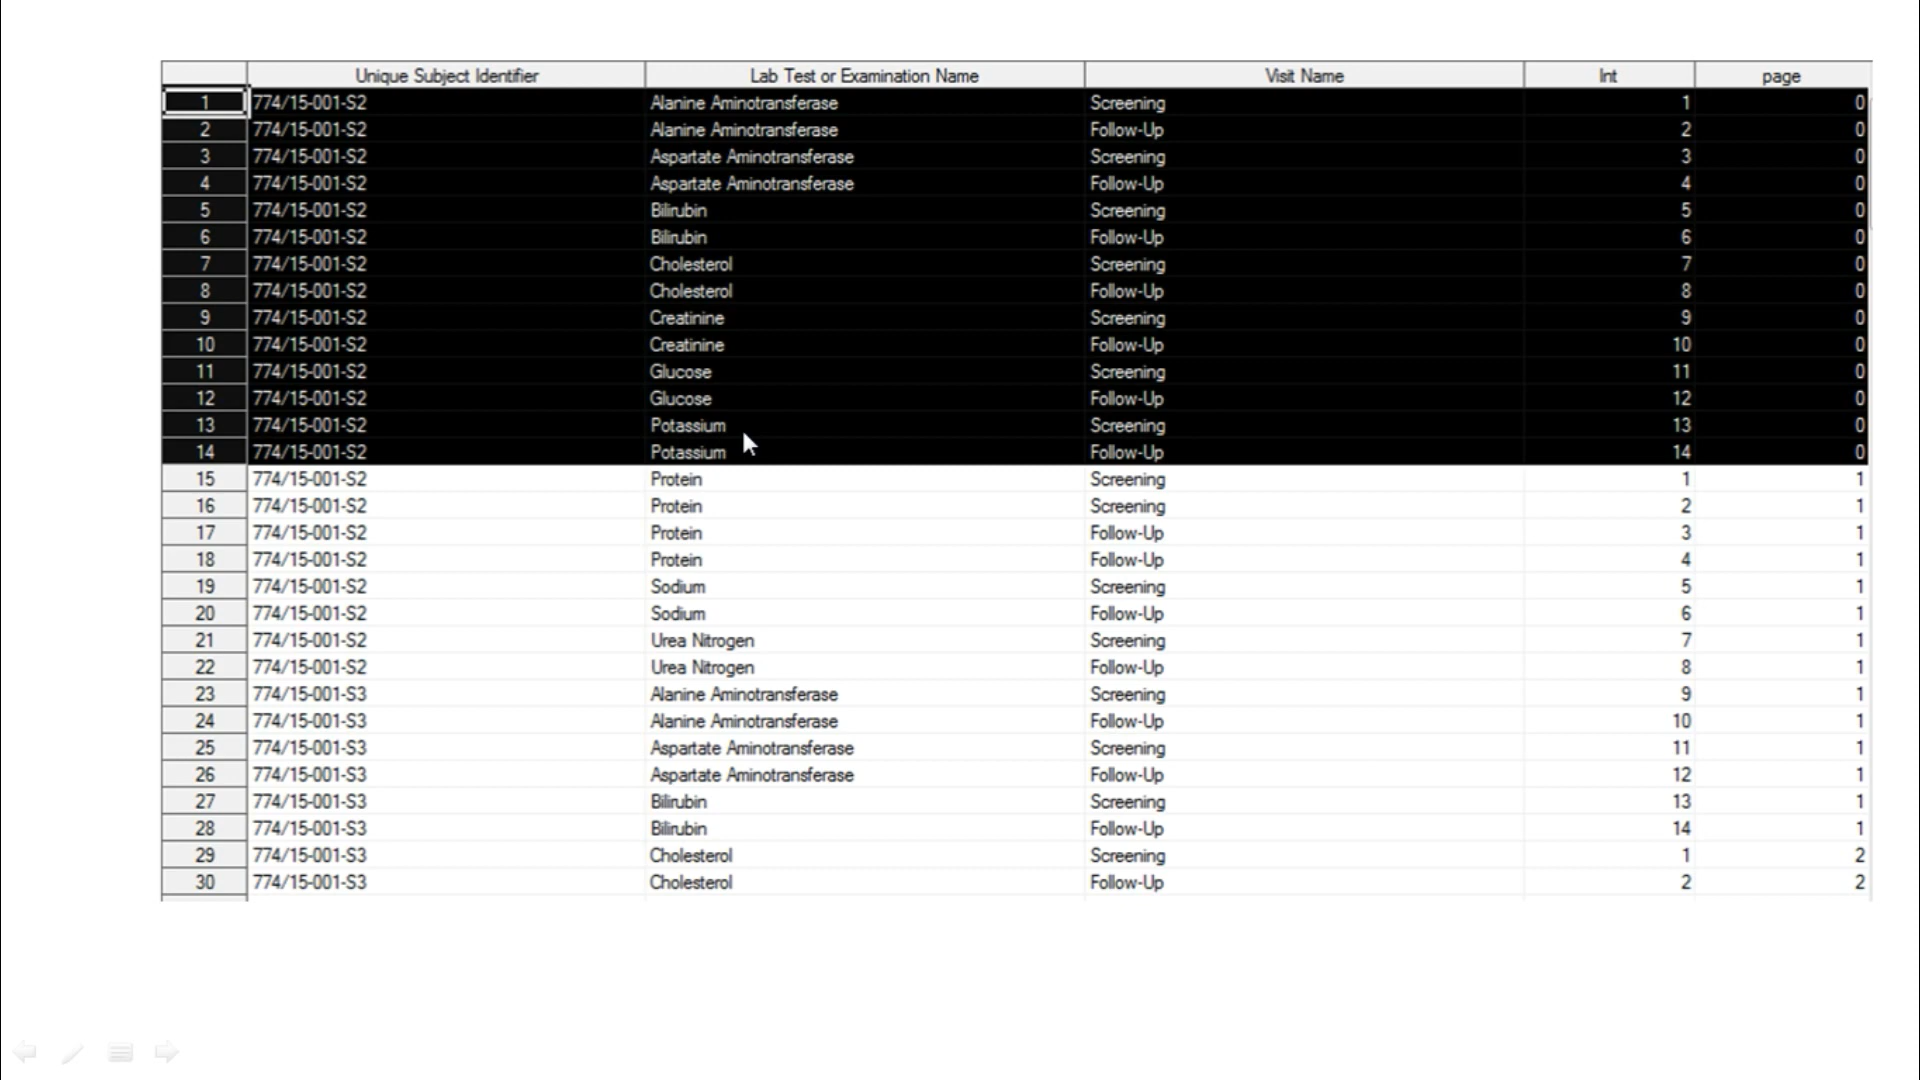 Unique Subject Identifier Lab Test or Examination Name Visit Name Int page
1 774/15-001-S2 Alanine Aminotransferase Screening 1 0
2 774/15-001-S2 Alanine Aminotransferase Follow-Up 2 0
3 774/15-001-S2 Aspartate Aminotransferase Screening 3 0
4 774/15-001-S2 Aspartate Aminotransferase Follow-Up 4 0
5 774/15-001-S2 Bilirubin Screening 5 0
6 774/15-001-S2 Bilirubin Follow-Up 6 0
7 774/15-001-S2 Cholesterol Screening 7 0
8 774/15-001-S2 Cholesterol Follow-Up 8 0
9 774/15-001-S2 Creatinine Screening 9 0
10 774/15-001-S2 Creatinine Follow-Up 10 0
11 774/15-001-S2 Glucose Screening 11 0
12 774/15-001-S2 Glucose Follow-Up 12 0
13 774/15-001-S2 Potassium Screening 13 0
14 774/15-001-S2 Potassium Follow-Up 14 0
15 774/15-001-S2 Protein Screening 1 1
16 774/15-001-S2 Protein Screening 2 1
17 774/15-001-S2 Protein Follow-Up 3 1
18 774/15-001-S2 Protein Follow-Up 4 1
19 774/15-001-S2 Sodium Screening 5 1
20 774/15-001-S2 Sodium Follow-Up 6 1
21 774/15-001-S2 Urea Nitrogen Screening 7 1
22 774/15-001-S2 Urea Nitrogen Follow-Up 8 1
23 774/15-001-S3 Alanine Aminotransferase Screening 9 1
24 774/15-001-S3 Alanine Aminotransferase Follow-Up 10 1
25 774/15-001-S3 Aspartate Aminotransferase Screening 11 1
26 774/15-001-S3 Aspartate Aminotransferase Follow-Up 12 1
27 774/15-001-S3 Bilirubin Screening 13 1
28 774/15-001-S3 Bilirubin Follow-Up 14 1
29 774/15-001-S3 Cholesterol Screening 1 2
30 774/15-001-S3 Cholesterol Follow-Up 2 2